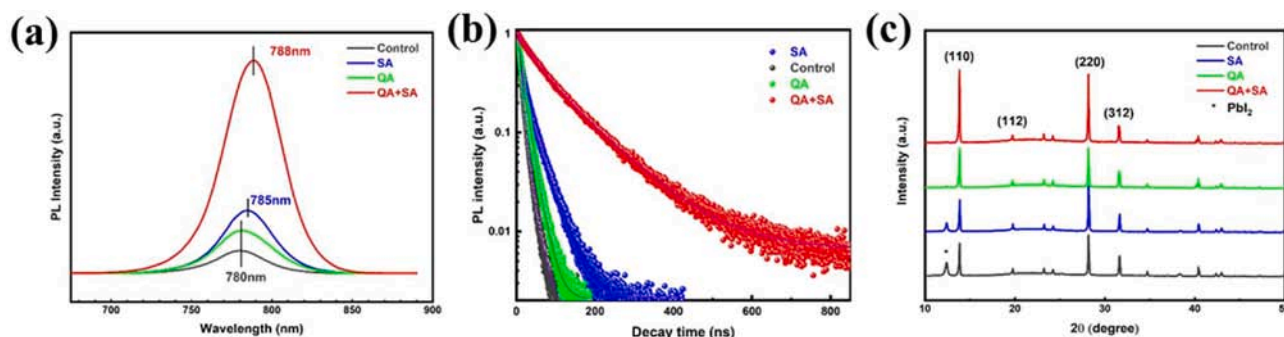 (a)
788nm
Control
SA
QA
QA+SA
785nm
780nm
PL Intensity (a.u.)
700
750
800
850
900
Wavelength (nm)
(b)
SA
Control
QA
QA+SA
PL intensity (a.u.)
1
0.1
0.01
0
200
400
600
800
Decay time (ns)
(c)
Control
SA
QA
QA+SA
* PbI2
(110)
(112)
(220)
(312)
*
Intensity (a.u.)
10
20
30
40
2θ (degree)